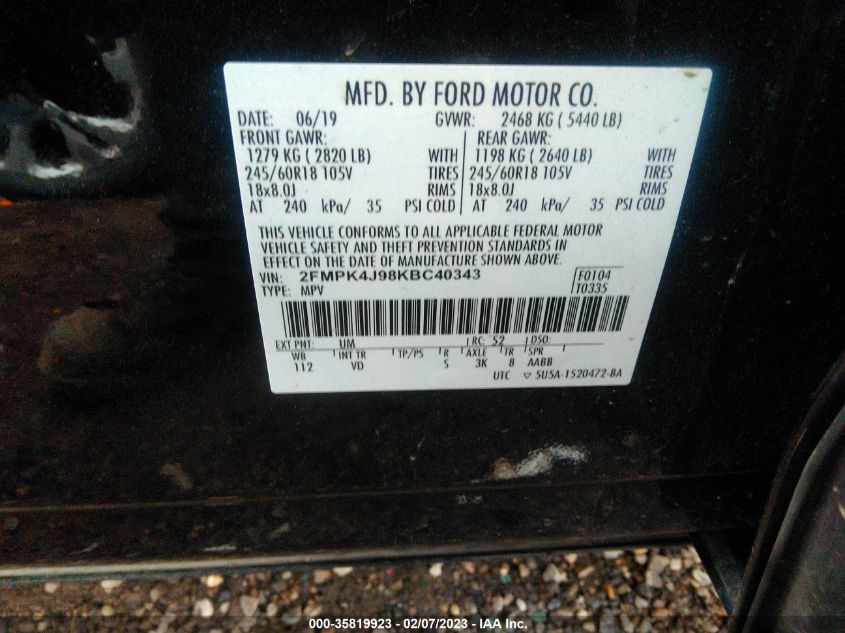 MFD. BY FORD MOTOR CO.
DATE: 06/19 GVWR: 2468 KG ( 5440 LB)
FRONT GAWR: REAR GAWR:
1279 KG ( 2820 LB) WITH 1198 KG ( 2640 LB) WITH
245/60R18 105V TIRES 245/60R18 105V TIRES
18x8.0J RIMS 18x8.0J RIMS
AT 240 kPa/ 35 PSI COLD AT 240 kPa/ 35 PSI COLD
THIS VEHICLE CONFORMS TO ALL APPLICABLE FEDERAL MOTOR
VEHICLE SAFETY AND THEFT PREVENTION STANDARDS IN
EFFECT ON THE DATE OF MANUFACTURE SHOWN ABOVE.
VIN: 2FMPK4J98KBC40343 F0104
TYPE: MPV T0335
EXT PNT: UM RC: 52 DSO:
WB INT TR TP/PS R AXLE TR SPR
112 VD S 3K 8 AABB
UTC ▽ 5U5A-1520472-BA
000-35819923 - 02/07/2023 - IAA Inc.